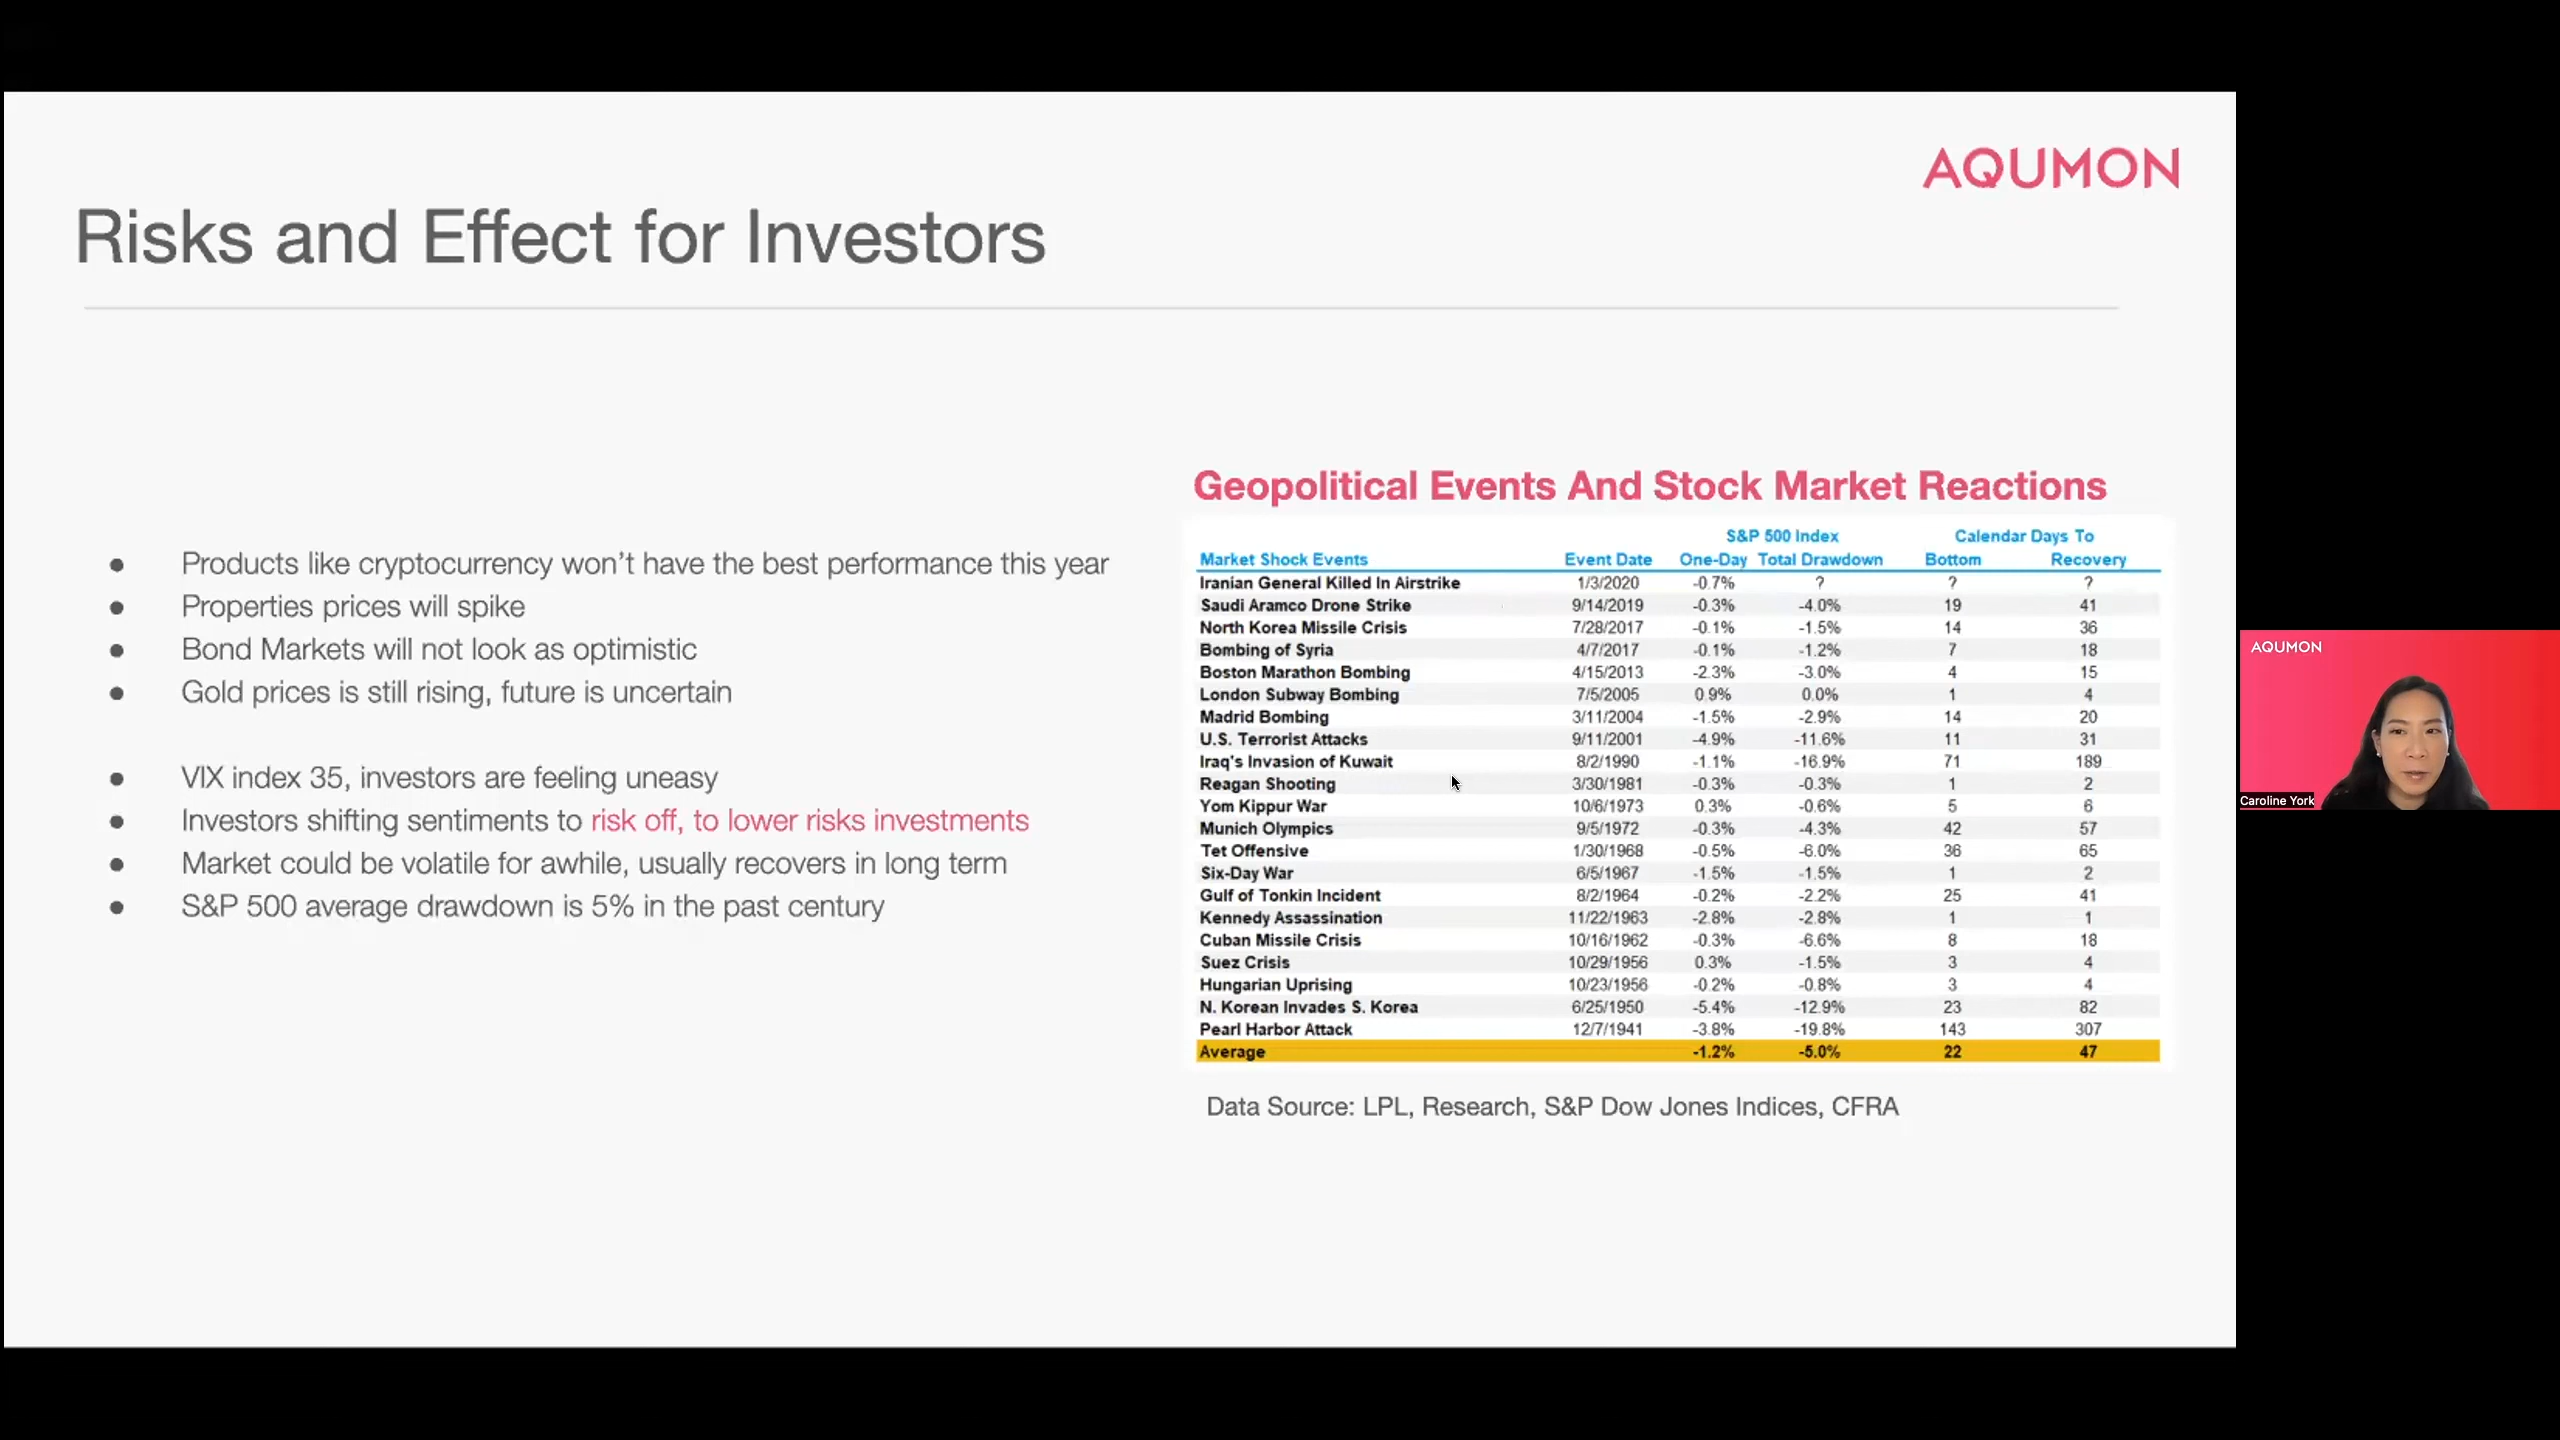 AQUMON
Risks and Effect for Investors
● Products like cryptocurrency won’t have the best performance this year
● Properties prices will spike
● Bond Markets will not look as optimistic
● Gold prices is still rising, future is uncertain
● VIX index 35, investors are feeling uneasy
● Investors shifting sentiments to risk off, to lower risks investments
● Market could be volatile for awhile, usually recovers in long term
● S&P 500 average drawdown is 5% in the past century
Geopolitical Events And Stock Market Reactions
S&P 500 Index Calendar Days To
Market Shock Events Event Date One-Day Total Drawdown Bottom Recovery
Iranian General Killed In Airstrike 1/3/2020 -0.7% ? ? ?
Saudi Aramco Drone Strike 9/14/2019 -0.3% -4.0% 19 41
North Korea Missile Crisis 7/28/2017 -0.1% -1.5% 14 36
Bombing of Syria 4/7/2017 -0.1% -1.2% 7 18
Boston Marathon Bombing 4/15/2013 -2.3% -3.0% 4 15
London Subway Bombing 7/5/2005 0.9% 0.0% 1 4
Madrid Bombing 3/11/2004 -1.5% -2.9% 14 20
U.S. Terrorist Attacks 9/11/2001 -4.9% -11.6% 11 31
Iraq's Invasion of Kuwait 8/2/1990 -1.1% -16.9% 71 189
Reagan Shooting 3/30/1981 -0.3% -0.3% 1 2
Yom Kippur War 10/6/1973 0.3% -0.6% 5 6
Munich Olympics 9/5/1972 -0.3% -4.3% 42 57
Tet Offensive 1/30/1968 -0.5% -6.0% 36 65
Six-Day War 6/5/1967 -1.5% -1.5% 1 2
Gulf of Tonkin Incident 8/2/1964 -0.2% -2.2% 25 41
Kennedy Assassination 11/22/1963 -2.8% -2.8% 1 1
Cuban Missile Crisis 10/16/1962 -0.3% -6.6% 8 18
Suez Crisis 10/29/1956 0.3% -1.5% 3 4
Hungarian Uprising 10/23/1956 -0.2% -0.8% 3 4
N. Korean Invades S. Korea 6/25/1950 -5.4% -12.9% 23 82
Pearl Harbor Attack 12/7/1941 -3.8% -19.8% 143 307
Average -1.2% -5.0% 22 47
Data Source: LPL, Research, S&P Dow Jones Indices, CFRA
AQUMON
Caroline York